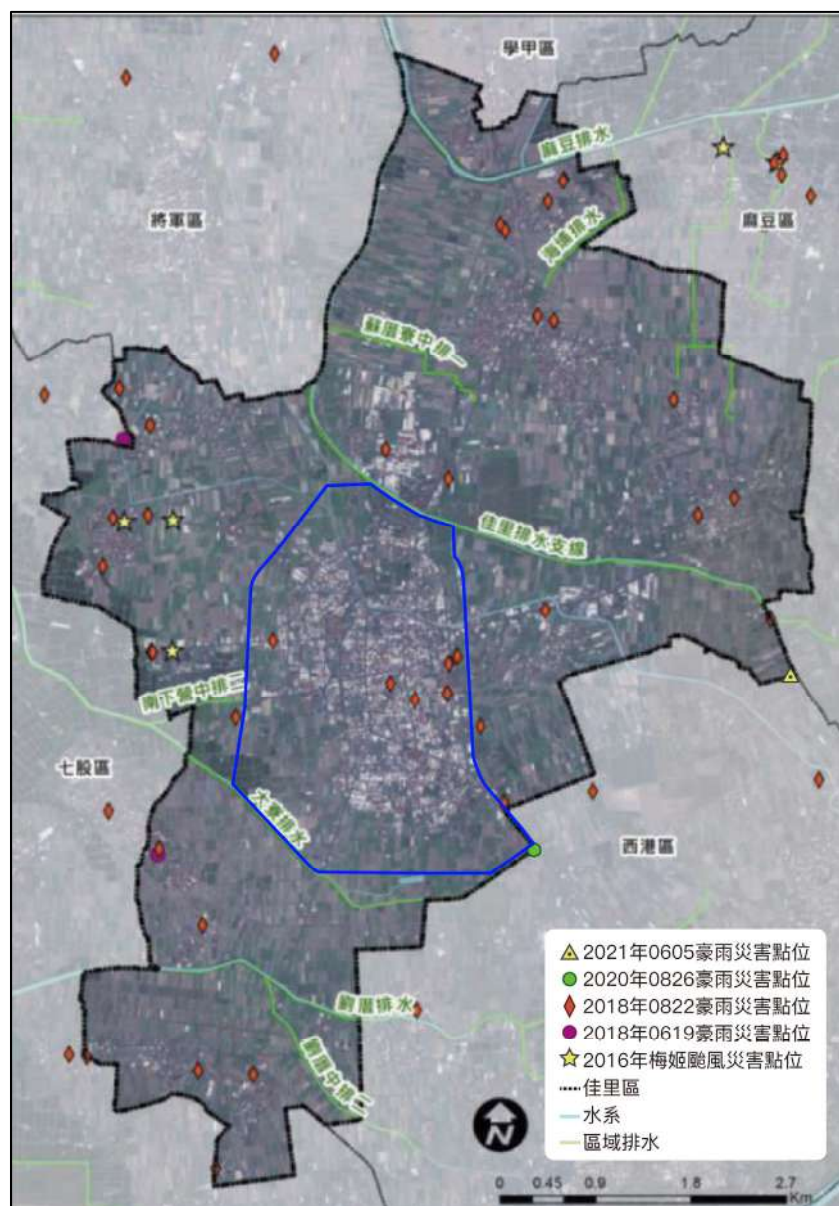 學甲區
麻豆排水
將軍區
麻豆區
海埔排水
蘇厝寮中排一
佳里排水支線
南下營中排二
七股區
大寮排水
西港區
劉厝排水
劉厝中排二
2021年0605豪雨災害點位
2020年0826豪雨災害點位
2018年0822豪雨災害點位
2018年0619豪雨災害點位
2016年梅姬颱風災害點位
佳里區
水系
區域排水
N
0 0.45 0.9 1.8 2.7
Km